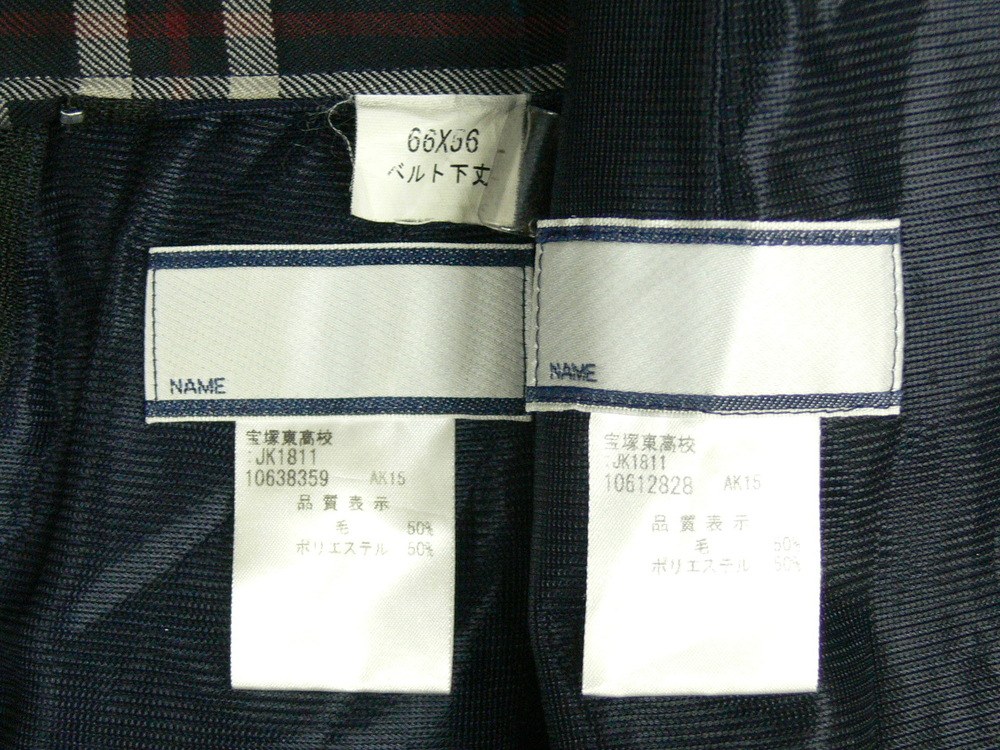 66X56
ベルト下丈
NAME
宝塚東高校
:JK1811
10638359 AK15
品質表示
毛 50%
ポリエステル 50%
NAME
宝塚東高校
:JK1811
10612828 AK15
品質表示
毛 50%
ポリエステル 50%